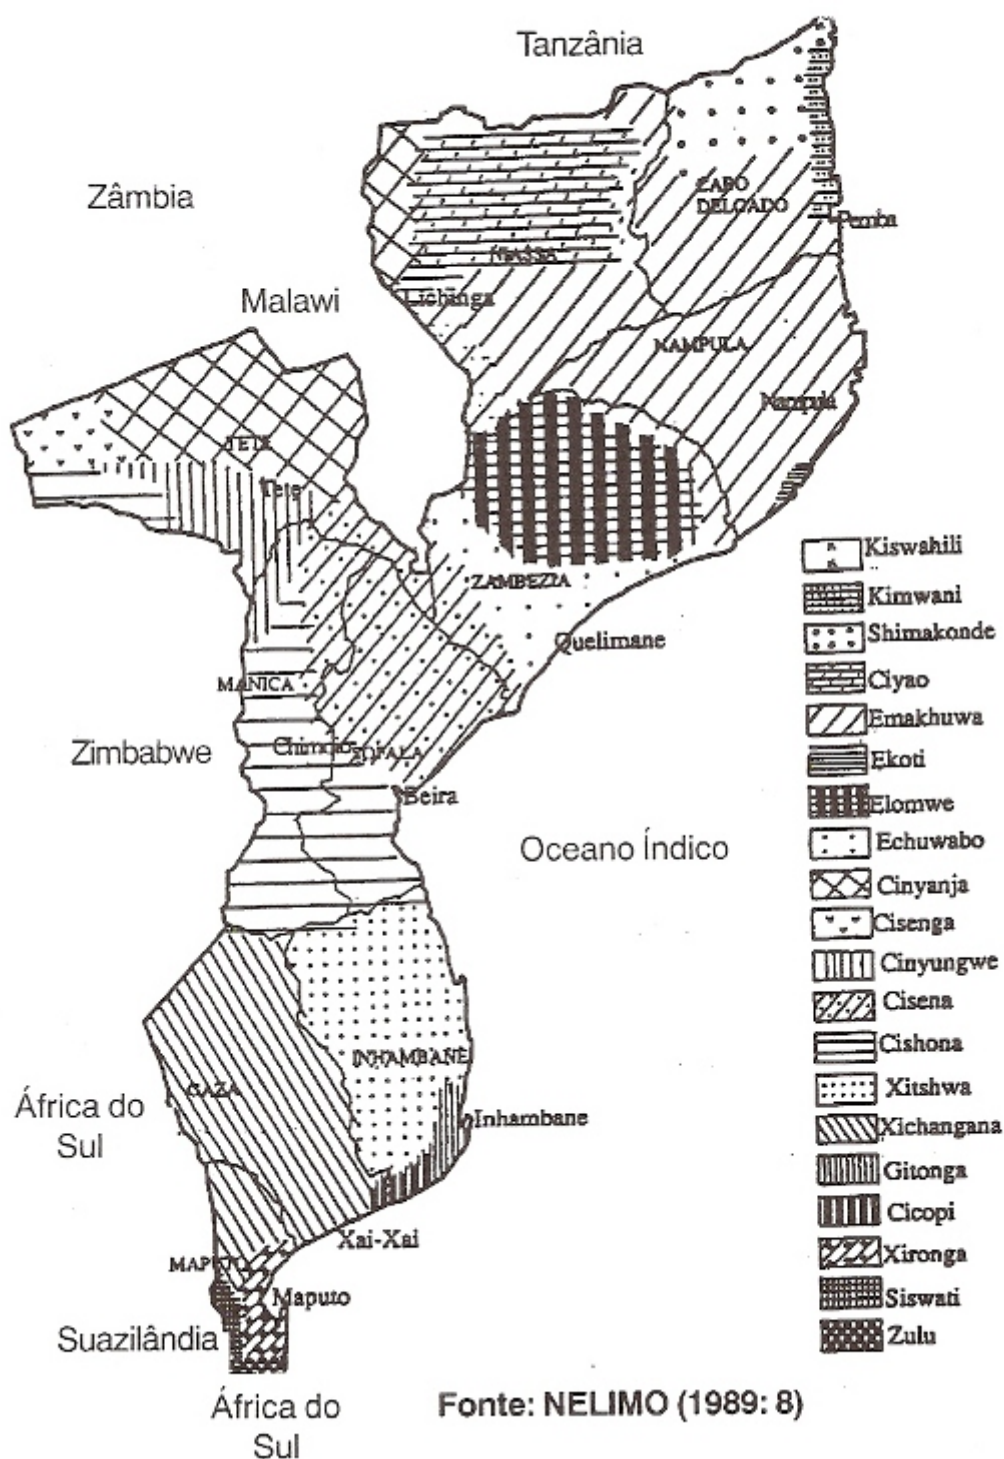 Tanzânia
Zâmbia
CABO
DELGADO
Pemba
NIASSA
Malawi
Lichinga
NAMPULA
Nampula
TETE
Tete
Kiswahili
ZAMBEZIA
Kimwani
Quelimane
Shimakonde
MANICA
Ciyao
Emakhuwa
Zimbabwe
Chimoio
SOFALA
Ekoti
Beira
Elomwe
Oceano Índico
Echuwabo
Cinyanja
Cisenga
Cinyungwe
Cisena
Cishona
INHAMBANE
Xitshwa
GAZA
África do
Sul
Inhambane
Xichangana
Gitonga
Cicopi
Xai-Xai
Xironga
MAPUTO
Maputo
Siswati
Suazilândia
Zulu
África do
Sul
Fonte: NELIMO (1989: 8)